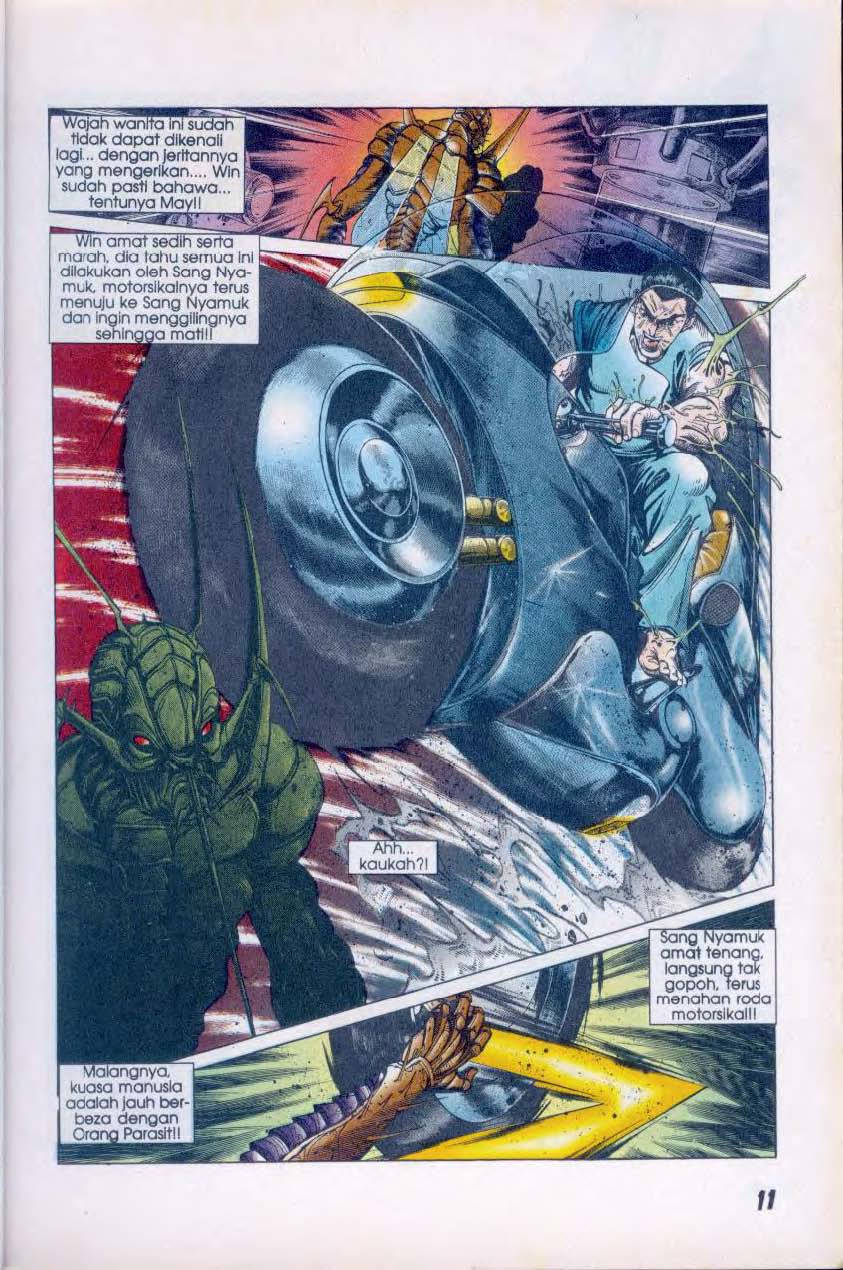 Wajah wanita ini sudah
tidak dapat dikenali
lagi... dengan jeritannya
yang mengerikan.... Win
sudah pasti bahawa...
tentunya May!!
Win amat sedih serta
marah, dia tahu semua ini
dilakukan oleh Sang Nya-
muk, motorsikalnya terus
menuju ke Sang Nyamuk
dan ingin menggilingnya
sehingga mati!!
Ahh...
kaukah?!
Sang Nyamuk
amat tenang,
langsung tak
gopoh, terus
menahan roda
motorsikal!!
Malangnya,
kuasa manusia
adalah jauh ber-
beza dengan
Orang Parasit!!
11